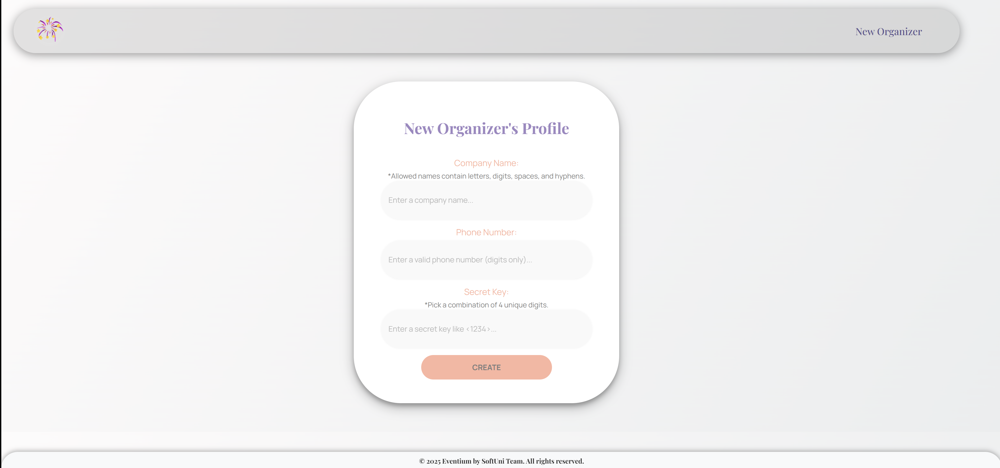 New Organizer
New Organizer's Profile
Company Name:
*Allowed names contain letters, digits, spaces, and hyphens.
Enter a company name...
Phone Number:
Enter a valid phone number (digits only)...
Secret Key:
*Pick a combination of 4 unique digits.
Enter a secret key like <1234>...
CREATE
© 2025 Eventium by SoftUni Team. All rights reserved.